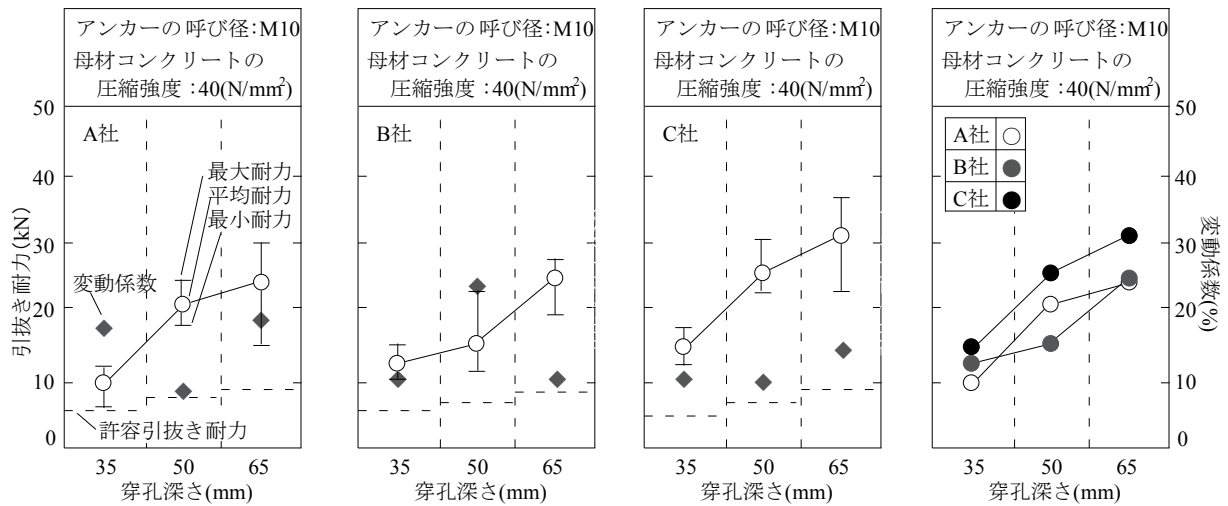 アンカーの呼び径:M10
母材コンクリートの
圧縮強度:40(N/mm²)
アンカーの呼び径:M10
母材コンクリートの
圧縮強度:40(N/mm²)
アンカーの呼び径:M10
母材コンクリートの
圧縮強度:40(N/mm²)
アンカーの呼び径:M10
母材コンクリートの
圧縮強度:40(N/mm²)
引抜き耐力(kN)
50
40
30
20
10
0
A社
最大耐力
平均耐力
最小耐力
変動係数
許容引抜き耐力
35 50 65
穿孔深さ(mm)
B社
35 50 65
穿孔深さ(mm)
C社
35 50 65
穿孔深さ(mm)
A社
B社
C社
35 50 65
穿孔深さ(mm)
50
40
30
20
10
0
変動係数(%)